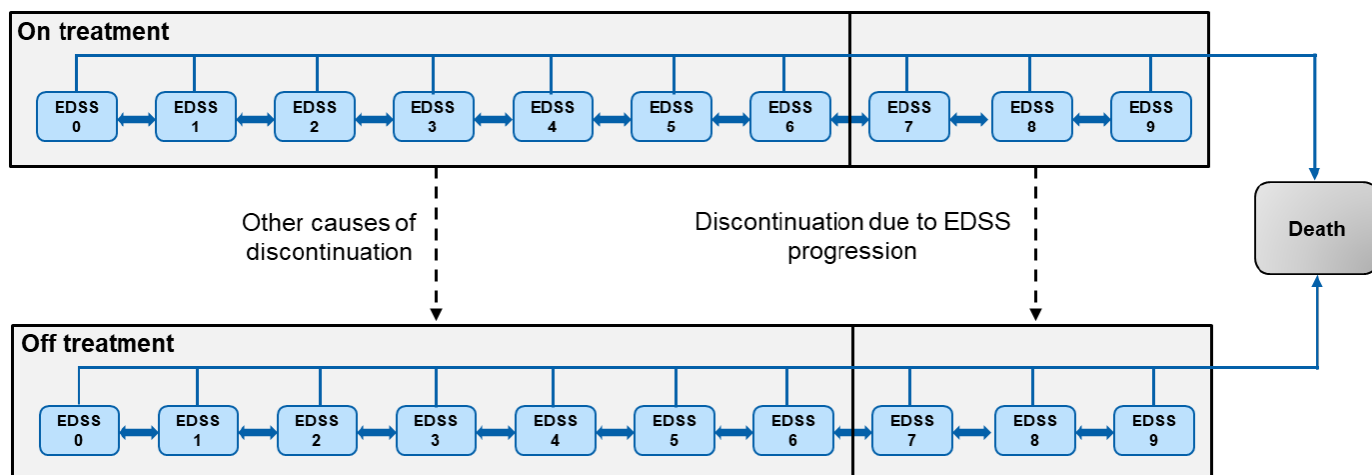 On treatment
EDSS
0
EDSS
1
EDSS
2
EDSS
3
EDSS
4
EDSS
5
EDSS
6
EDSS
7
EDSS
8
EDSS
9
Other causes of
discontinuation
Discontinuation due to EDSS
progression
Death
Off treatment
EDSS
0
EDSS
1
EDSS
2
EDSS
3
EDSS
4
EDSS
5
EDSS
6
EDSS
7
EDSS
8
EDSS
9